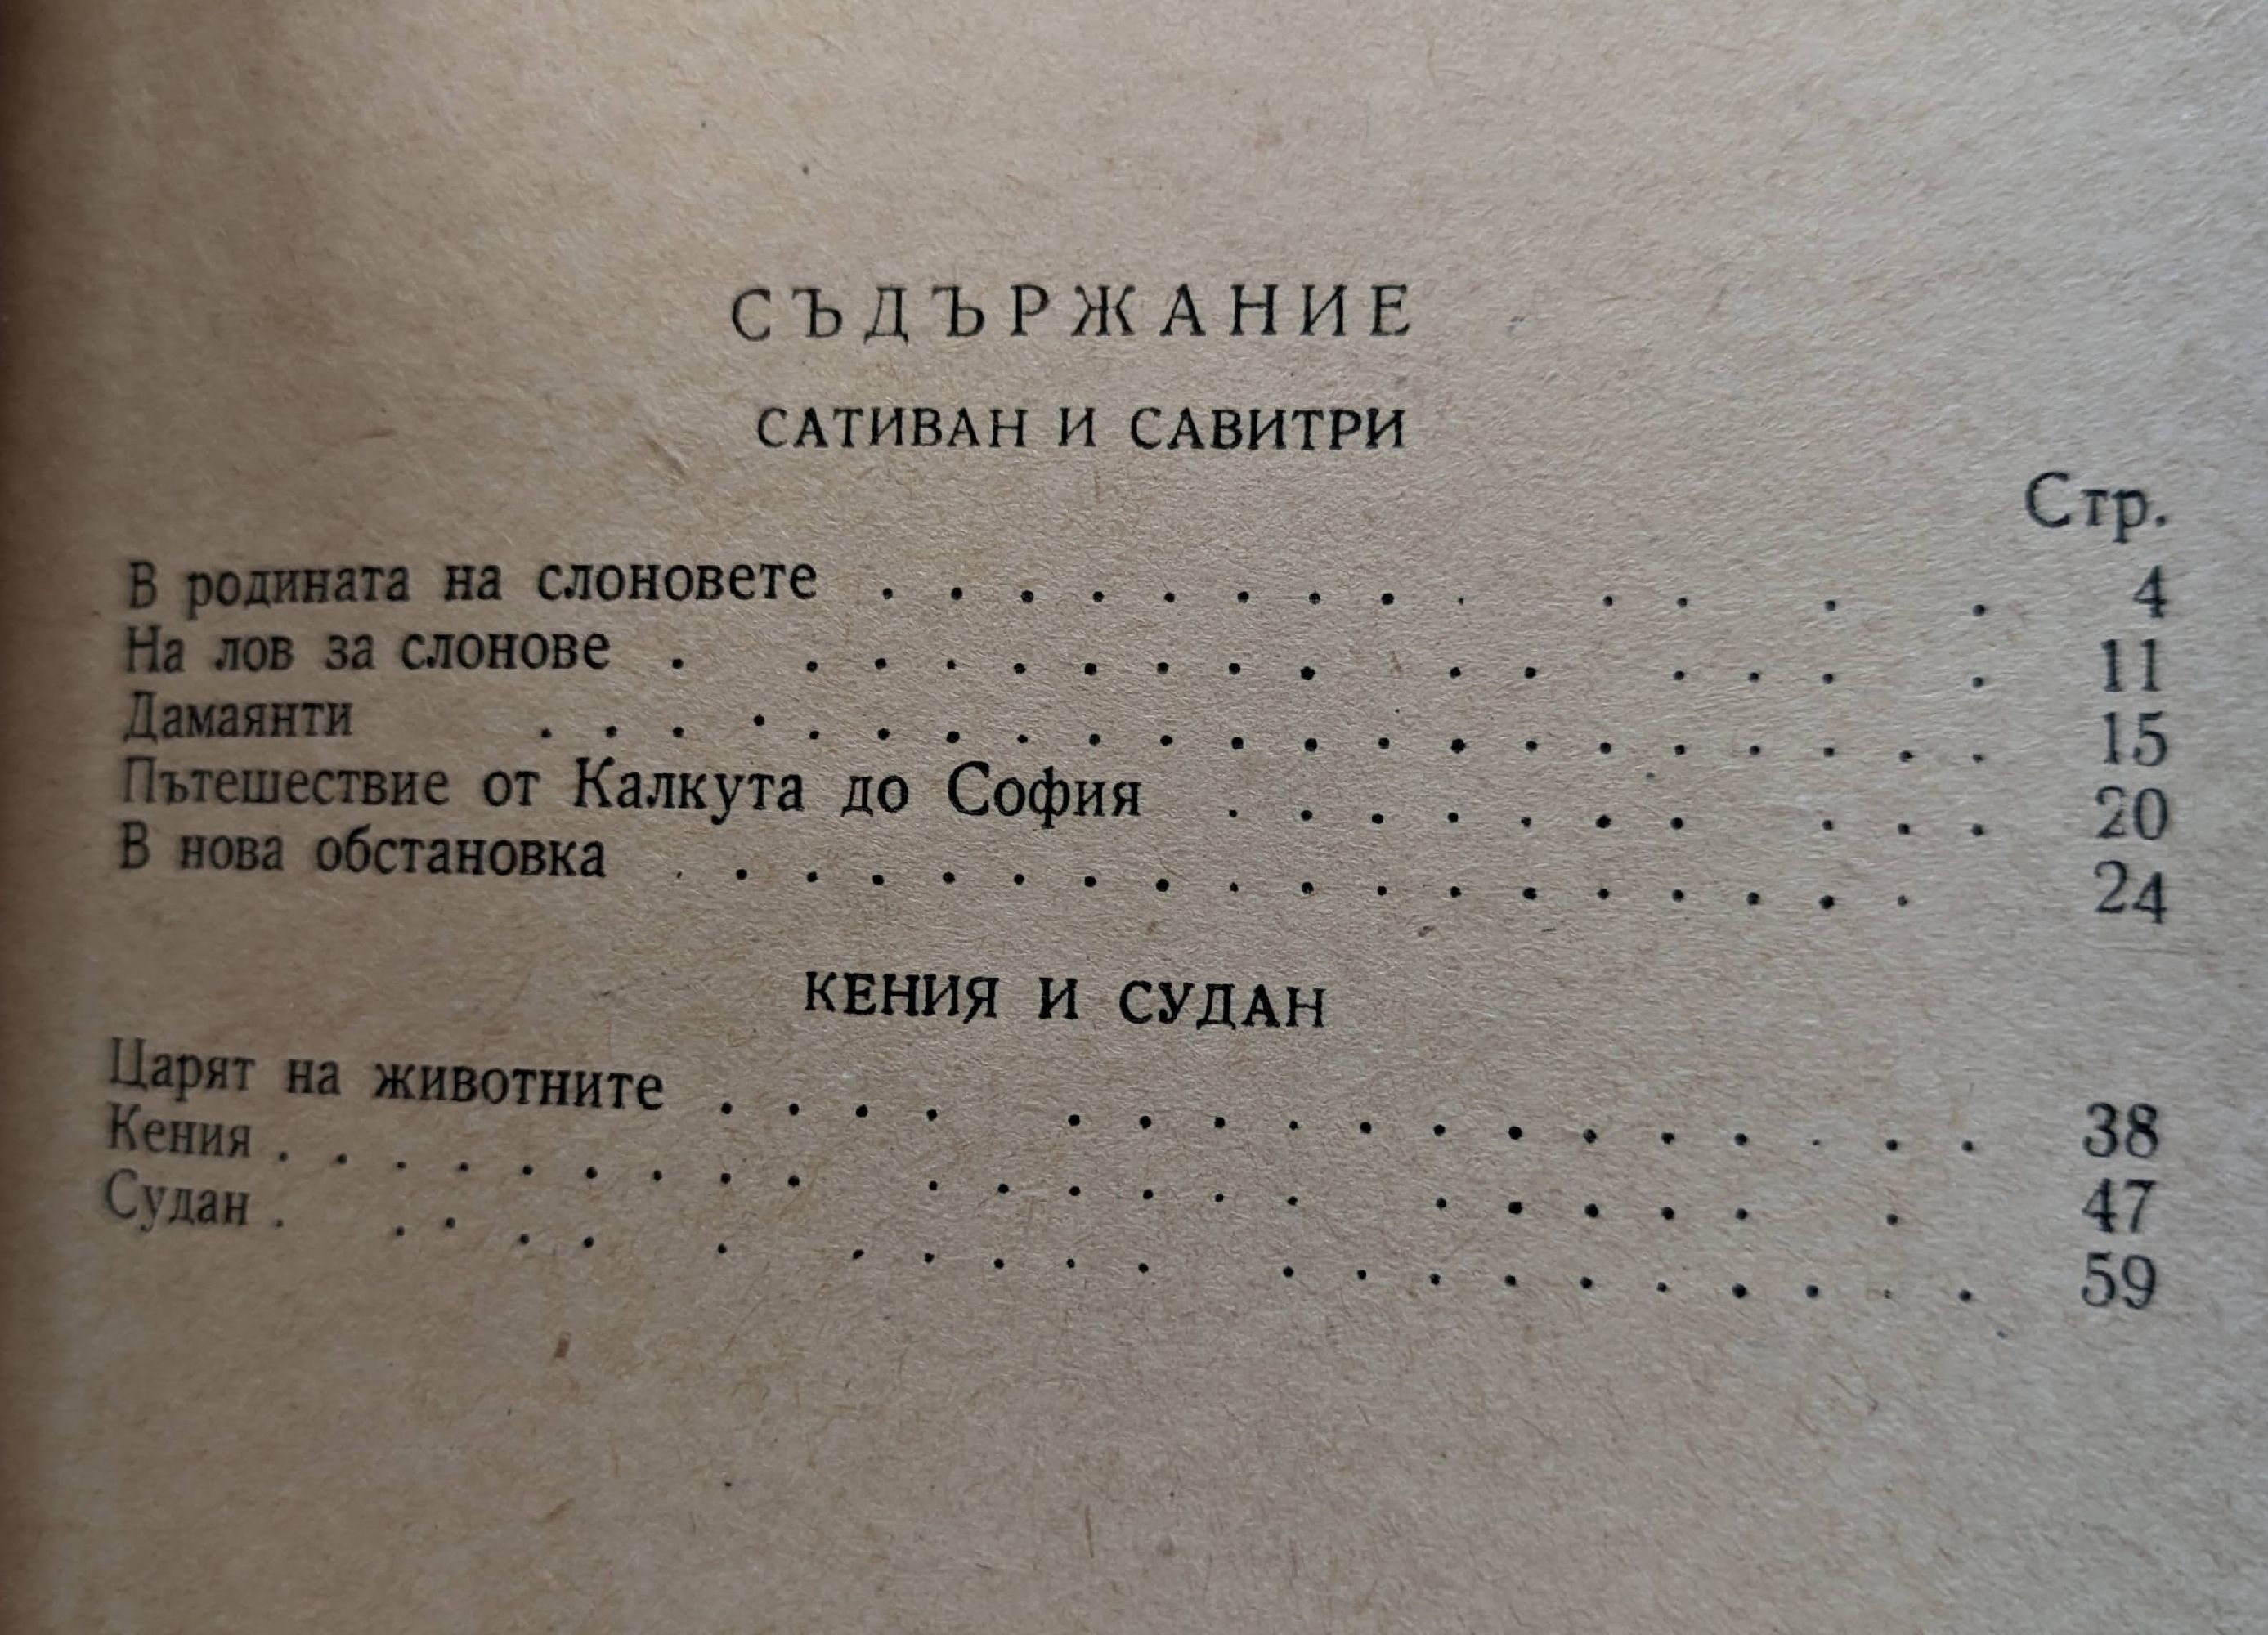 СЪДЪРЖАНИЕ
САТИВАН И САВИТРИ
Стр.
В родината на слоновете . . . . . . . . . . . . . 4
На лов за слонове . . . . . . . . . . . . . . 11
Дамаянти . . . . . . . . . . . . . . . . . . . . . 15
Пътешествие от Калкута до София . . . . . . . . . . 20
В нова обстановка . . . . . . . . . . . . . . . . . . 24
КЕНИЯ И СУДАН
Царят на животните . . . . . . . . . . . . . . . . . 38
Кения . . . . . . . . . . . . . . . . . . . . . 47
Судан . . . . . . . . . . . . . . . . . . . . . 59